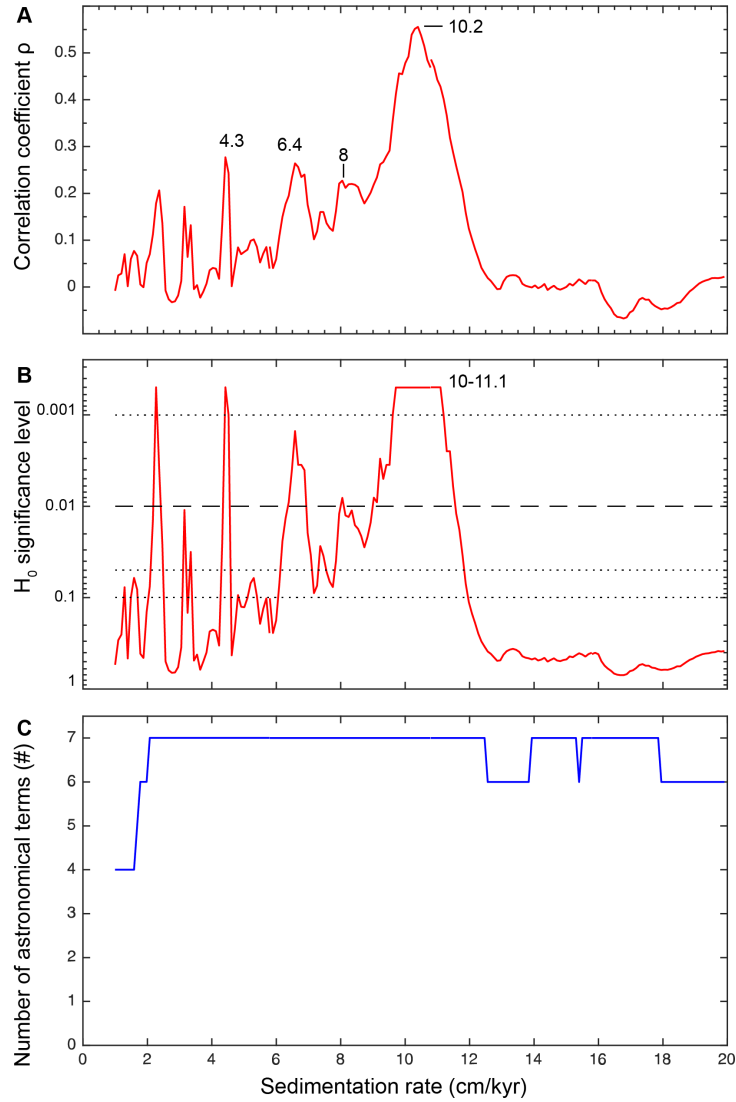 A
Correlation coefficient ρ
0.5
0.4
0.3
0.2
0.1
0
4.3
6.4
8
10.2
B
H0 significance level
0.001
0.01
0.1
1
10-11.1
C
Number of astronomical terms (#)
7
6
5
4
3
2
1
0
0 2 4 6 8 10 12 14 16 18 20
Sedimentation rate (cm/kyr)